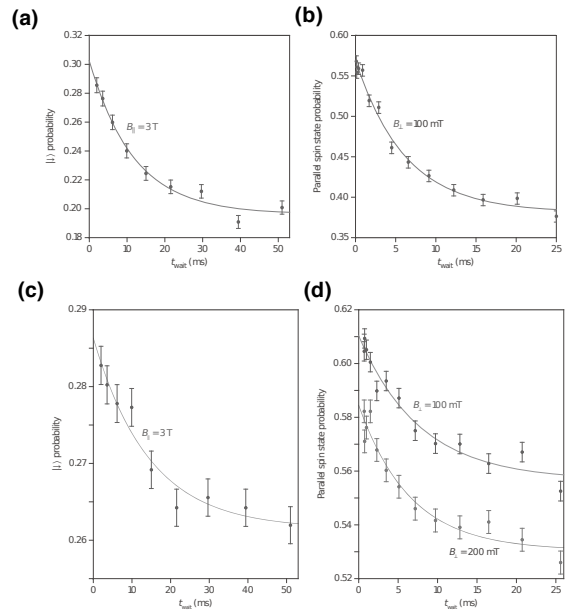 (a)
0.32
0.30
0.28
0.26
0.24
0.22
0.20
0.18
|↓⟩ probability
B∥ = 3 T
0 10 20 30 40 50
t_wait (ms)
(b)
0.60
0.55
0.50
0.45
0.40
0.35
Parallel spin state probability
B⊥ = 100 mT
0 5 10 15 20 25
t_wait (ms)
(c)
0.29
0.28
0.27
0.26
|↓⟩ probability
B∥ = 3 T
0 10 20 30 40 50
t_wait (ms)
(d)
0.62
0.60
0.58
0.56
0.54
0.52
Parallel spin state probability
B⊥ = 100 mT
B⊥ = 200 mT
0 5 10 15 20 25
t_wait (ms)